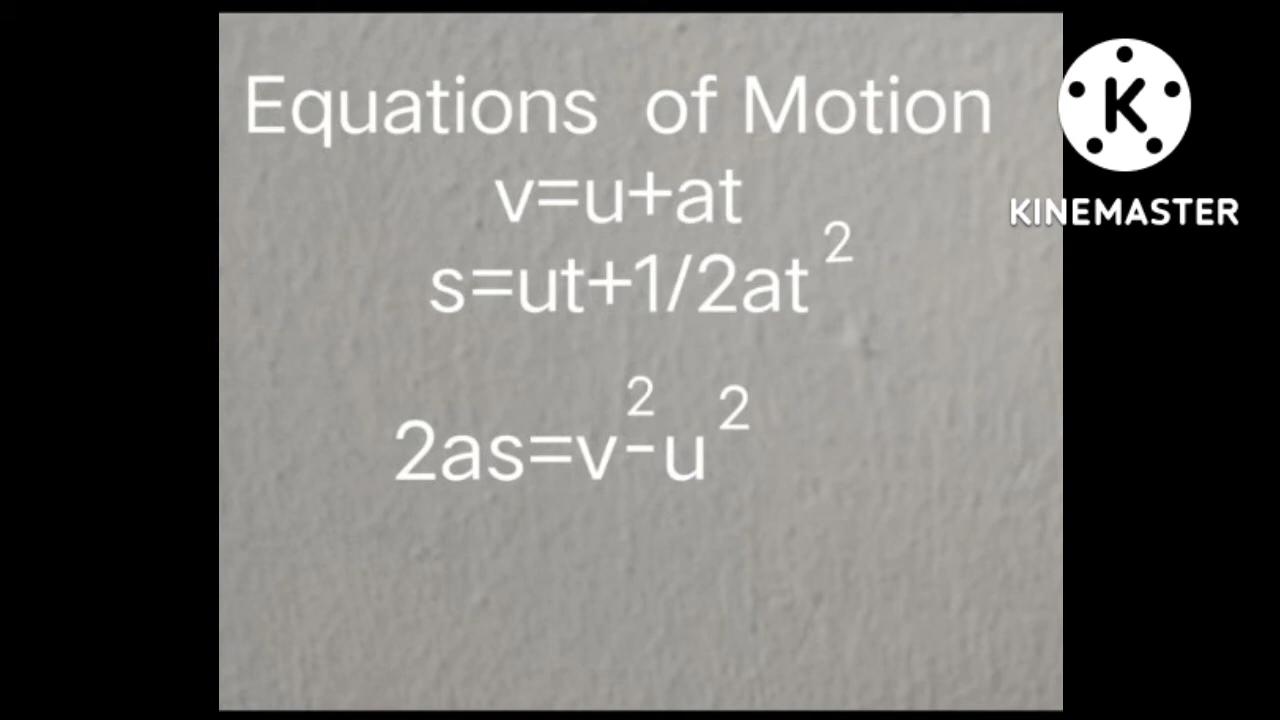 Equations of Motion
v=u+at
s=ut+1/2at²
2as=v²-u²
K
KINEMASTER